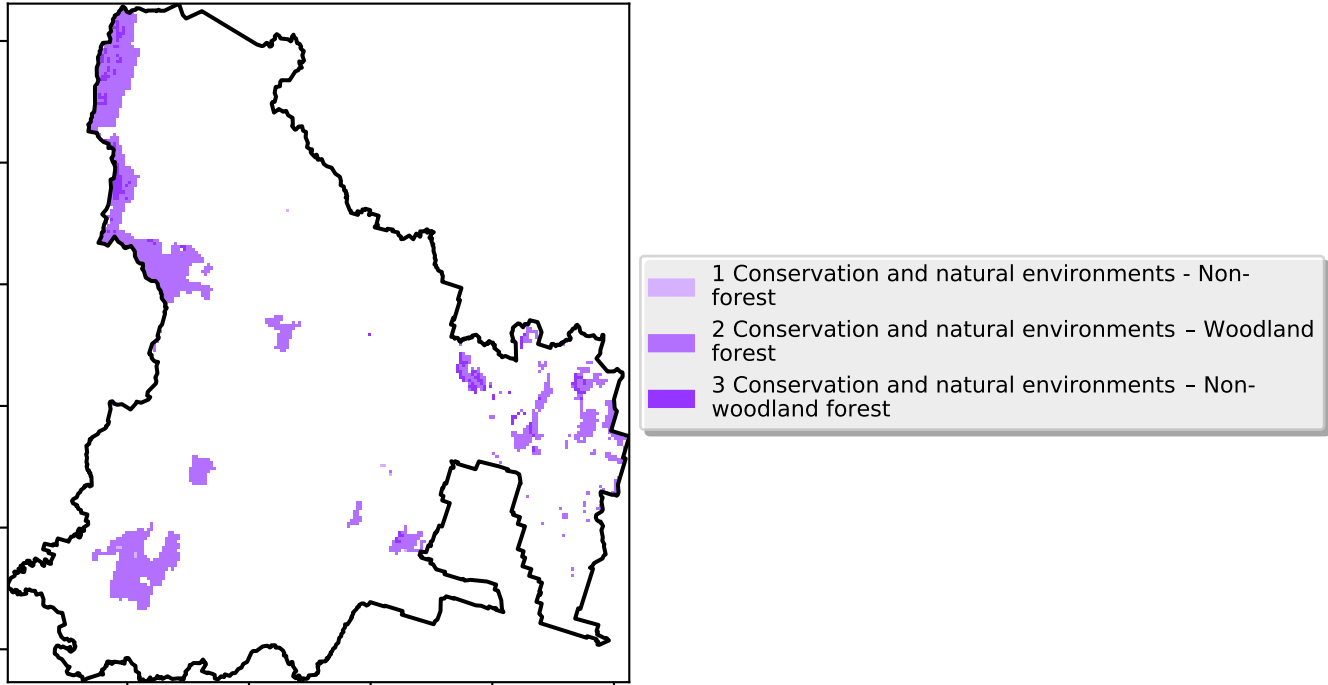 1 Conservation and natural environments - Non-
forest
2 Conservation and natural environments – Woodland
forest
3 Conservation and natural environments – Non-
woodland forest